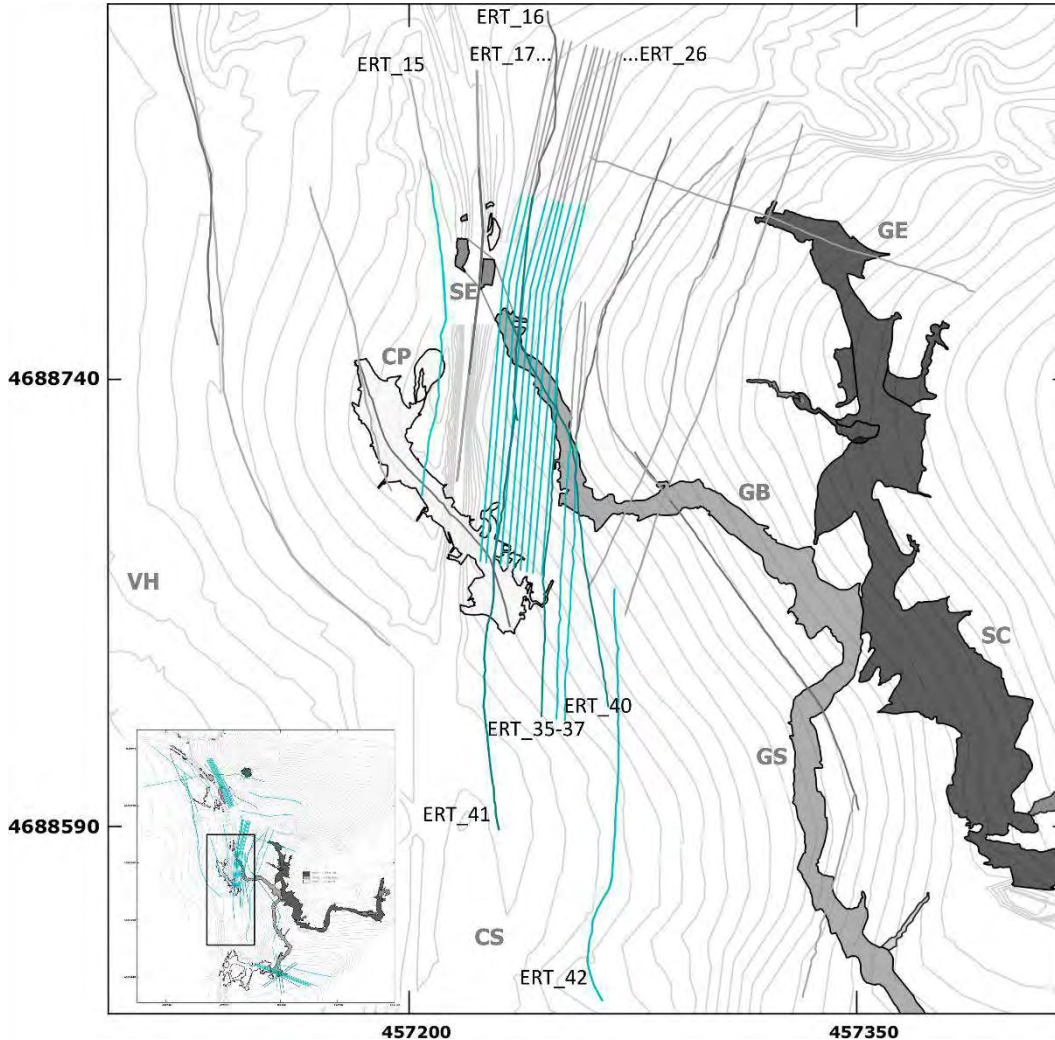 ERT_16
ERT_17...
...ERT_26
ERT_15
GE
SE
CP
4688740
GB
VH
SC
ERT_40
ERT_35-37
GS
ERT_41
4688590
CS
ERT_42
457200
457350